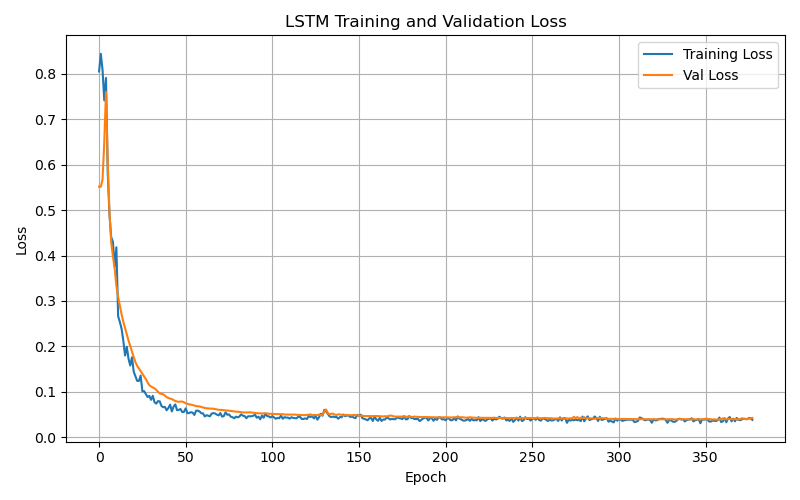 LSTM Training and Validation Loss
Training Loss
Val Loss
0.8
0.7
0.6
0.5
0.4
0.3
0.2
0.1
0.0
Loss
0 50 100 150 200 250 300 350
Epoch